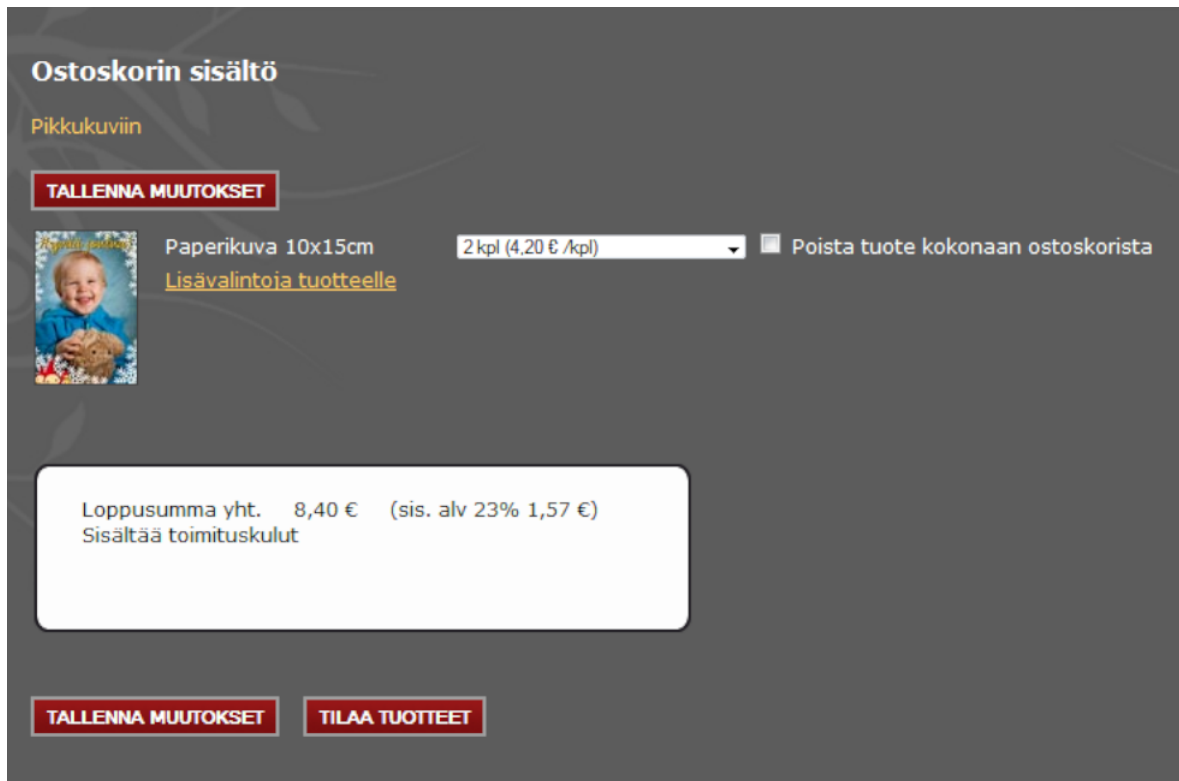 Ostoskorin sisältö
Pikkukuviin
TALLENNA MUUTOKSET
Paperikuva 10x15cm 2 kpl (4,20 € /kpl) Poista tuote kokonaan ostoskorista
Lisävalintoja tuotteelle
Loppusumma yht. 8,40 € (sis. alv 23% 1,57 €)
Sisältää toimituskulut
TALLENNA MUUTOKSET TILAA TUOTTEET